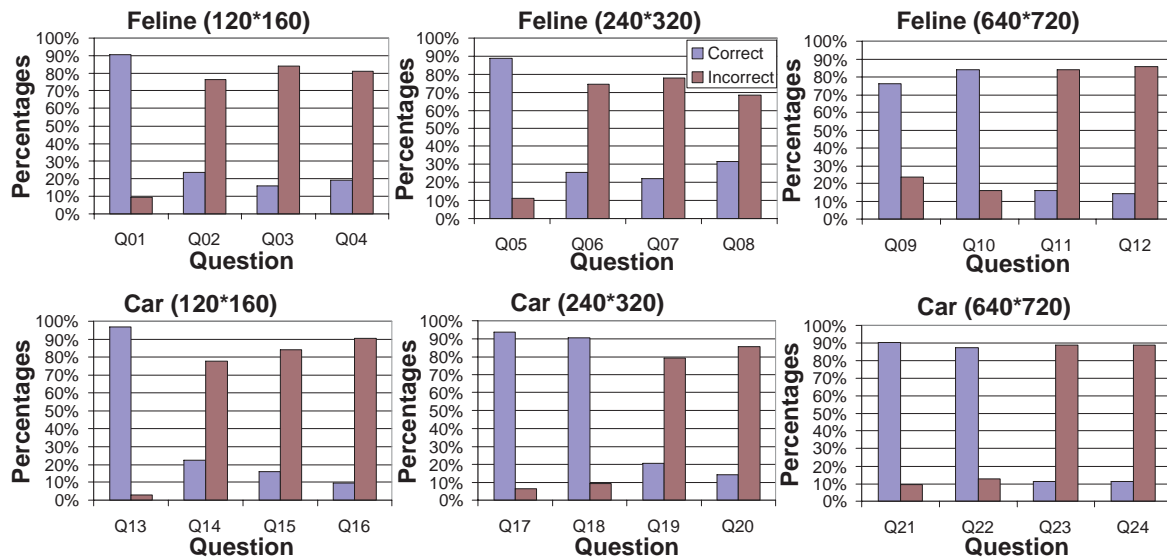 Feline (120*160)
100%
90%
80%
70%
60%
50%
40%
30%
20%
10%
0%
Percentages
Q01 Q02 Q03 Q04
Question
Feline (240*320)
100%
90%
80%
70%
60%
50%
40%
30%
20%
10%
0%
Percentages
Correct
Incorrect
Q05 Q06 Q07 Q08
Question
Feline (640*720)
100%
90%
80%
70%
60%
50%
40%
30%
20%
10%
0%
Percentages
Q09 Q10 Q11 Q12
Question
Car (120*160)
100%
90%
80%
70%
60%
50%
40%
30%
20%
10%
0%
Percentages
Q13 Q14 Q15 Q16
Question
Car (240*320)
100%
90%
80%
70%
60%
50%
40%
30%
20%
10%
0%
Percentages
Q17 Q18 Q19 Q20
Question
Car (640*720)
100%
90%
80%
70%
60%
50%
40%
30%
20%
10%
0%
Percentages
Q21 Q22 Q23 Q24
Question